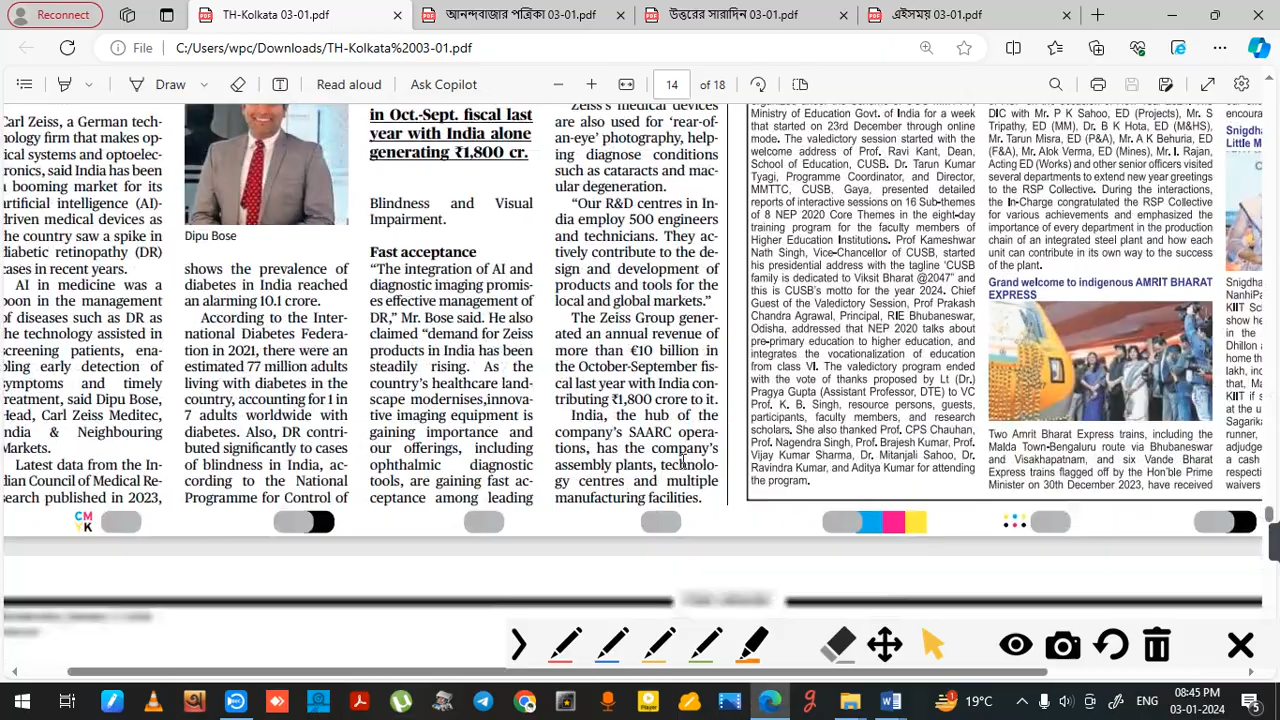 Reconnect
TH-Kolkata 03-01.pdf
আনন্দবাজার পত্রিকা 03-01.pdf
উত্তরের সারাদিন 03-01.pdf
এইসময় 03-01.pdf
File
C:/Users/wpc/Downloads/TH-Kolkata%2003-01.pdf
Draw
Read aloud
Ask Copilot
14
of 18
Carl Zeiss, a German tech-
nology firm that makes op-
tical systems and optoelec-
tronics, said India has been
a booming market for its
artificial intelligence (AI)-
driven medical devices as
the country saw a spike in
diabetic retinopathy (DR)
cases in recent years.
AI in medicine was a
boon in the management
of diseases such as DR as
the technology assisted in
screening patients, ena-
bling early detection of
symptoms and timely
treatment, said Dipu Bose,
Head, Carl Zeiss Meditec,
India & Neighbouring
Markets.
Latest data from the In-
dian Council of Medical Re-
search published in 2023,
Dipu Bose
shows the prevalence of
diabetes in India reached
an alarming 10.1 crore.
According to the Inter-
national Diabetes Federa-
tion in 2021, there were an
estimated 77 million adults
living with diabetes in the
country, accounting for 1 in
7 adults worldwide with
diabetes. Also, DR contri-
buted significantly to cases
of blindness in India, ac-
cording to the National
Programme for Control of
in Oct.-Sept. fiscal last
year with India alone
generating ₹1,800 cr.
Blindness and Visual
Impairment.
Fast acceptance
“The integration of AI and
diagnostic imaging promis-
es effective management of
DR,” Mr. Bose said. He also
claimed “demand for Zeiss
products in India has been
steadily rising. As the
country’s healthcare land-
scape modernises,innova-
tive imaging equipment is
gaining importance and
our offerings, including
ophthalmic diagnostic
tools, are gaining fast ac-
ceptance among leading
Zeiss’s medical devices
are also used for ‘rear-of-
an-eye’ photography, help-
ing diagnose conditions
such as cataracts and mac-
ular degeneration.
“Our R&D centres in In-
dia employ 500 engineers
and technicians. They ac-
tively contribute to the de-
sign and development of
products and tools for the
local and global markets.”
The Zeiss Group gener-
ated an annual revenue of
more than €10 billion in
the October-September fis-
cal last year with India con-
tributing ₹1,800 crore to it.
India, the hub of the
company’s SAARC opera-
tions, has the company’s
assembly plants, technolo-
gy centres and multiple
manufacturing facilities.
Ministry of Education Govt. of India for a week
that started on 23rd December through online
mode. The valedictory session started with the
welcome address of Prof, Ravi Kant, Dean,
School of Education, CUSB. Dr. Tarun Kumar
Tyagi, Programme Coordinator, and Director,
MMTTC, CUSB, Gaya, presented detailed
reports of interactive sessions on 16 Sub-themes
of 8 NEP 2020 Core Themes in the eight-day
training program for the faculty members of
Higher Education Institutions. Prof Kameshwar
Nath Singh, Vice-Chancellor of CUSB, started
his presidential address with the tagline ‘CUSB
family is dedicated to Viksit Bharat @2047” and
this is CUSB’s motto for the year 2024. Chief
Guest of the Valedictory Session, Prof Prakash
Chandra Agrawal, Principal, RIE Bhubaneswar,
Odisha, addressed that NEP 2020 talks about
pre-primary education to higher education, and
integrates the vocationalization of education
from class VI. The valedictory program ended
with the vote of thanks proposed by Lt (Dr.)
Pragya Gupta (Assistant Professor, DTE) to VC
Prof. K. B. Singh, resource persons, guests,
participants, faculty members, and research
scholars. She also thanked Prof. CPS Chauhan,
Prof. Nagendra Singh, Prof. Brajesh Kumar, Prof.
Vijay Kumar Sharma, Dr. Mitanjali Sahoo, Dr.
Ravindra Kumar, and Aditya Kumar for attending
the program.
DIC with Mr. P K Sahoo, ED (Projects), Mr. S
Tripathy, ED (MM), Dr. B K Hota, ED (M&HS),
Mr. Tarun Misra, ED (P&A), Mr. A K Behuria, ED
(F&A), Mr. Alok Verma, ED (Mines), Mr. I. Rajan,
Acting ED (Works) and other senior officers visited
several departments to extend new year greetings
to the RSP Collective. During the interactions,
the In-Charge congratulated the RSP Collective
for various achievements and emphasized the
importance of every department in the production
chain of an integrated steel plant and how each
unit can contribute in its own way to the success
of the plant.
Grand welcome to indigenous AMRIT BHARAT
EXPRESS
Two Amrit Bharat Express trains, including the
Malda Town-Bengaluru route via Bhubaneswar
and Visakhapatnam, and six Vande Bharat
Express trains flagged off by the Hon’ble Prime
Minister on 30th December 2023, have received
encoura
Snigdh
Little M
Snigdh
NanhiPa
KIIT Sc
show he
in the
Dhillon
home th
lakh, in
that, Ma
KIIT if s
at the u
Sagarik
runner,
adjudge
a cash
respecti
waivers
CM
YK
19°C
ENG
08:45 PM
03-01-2024
5